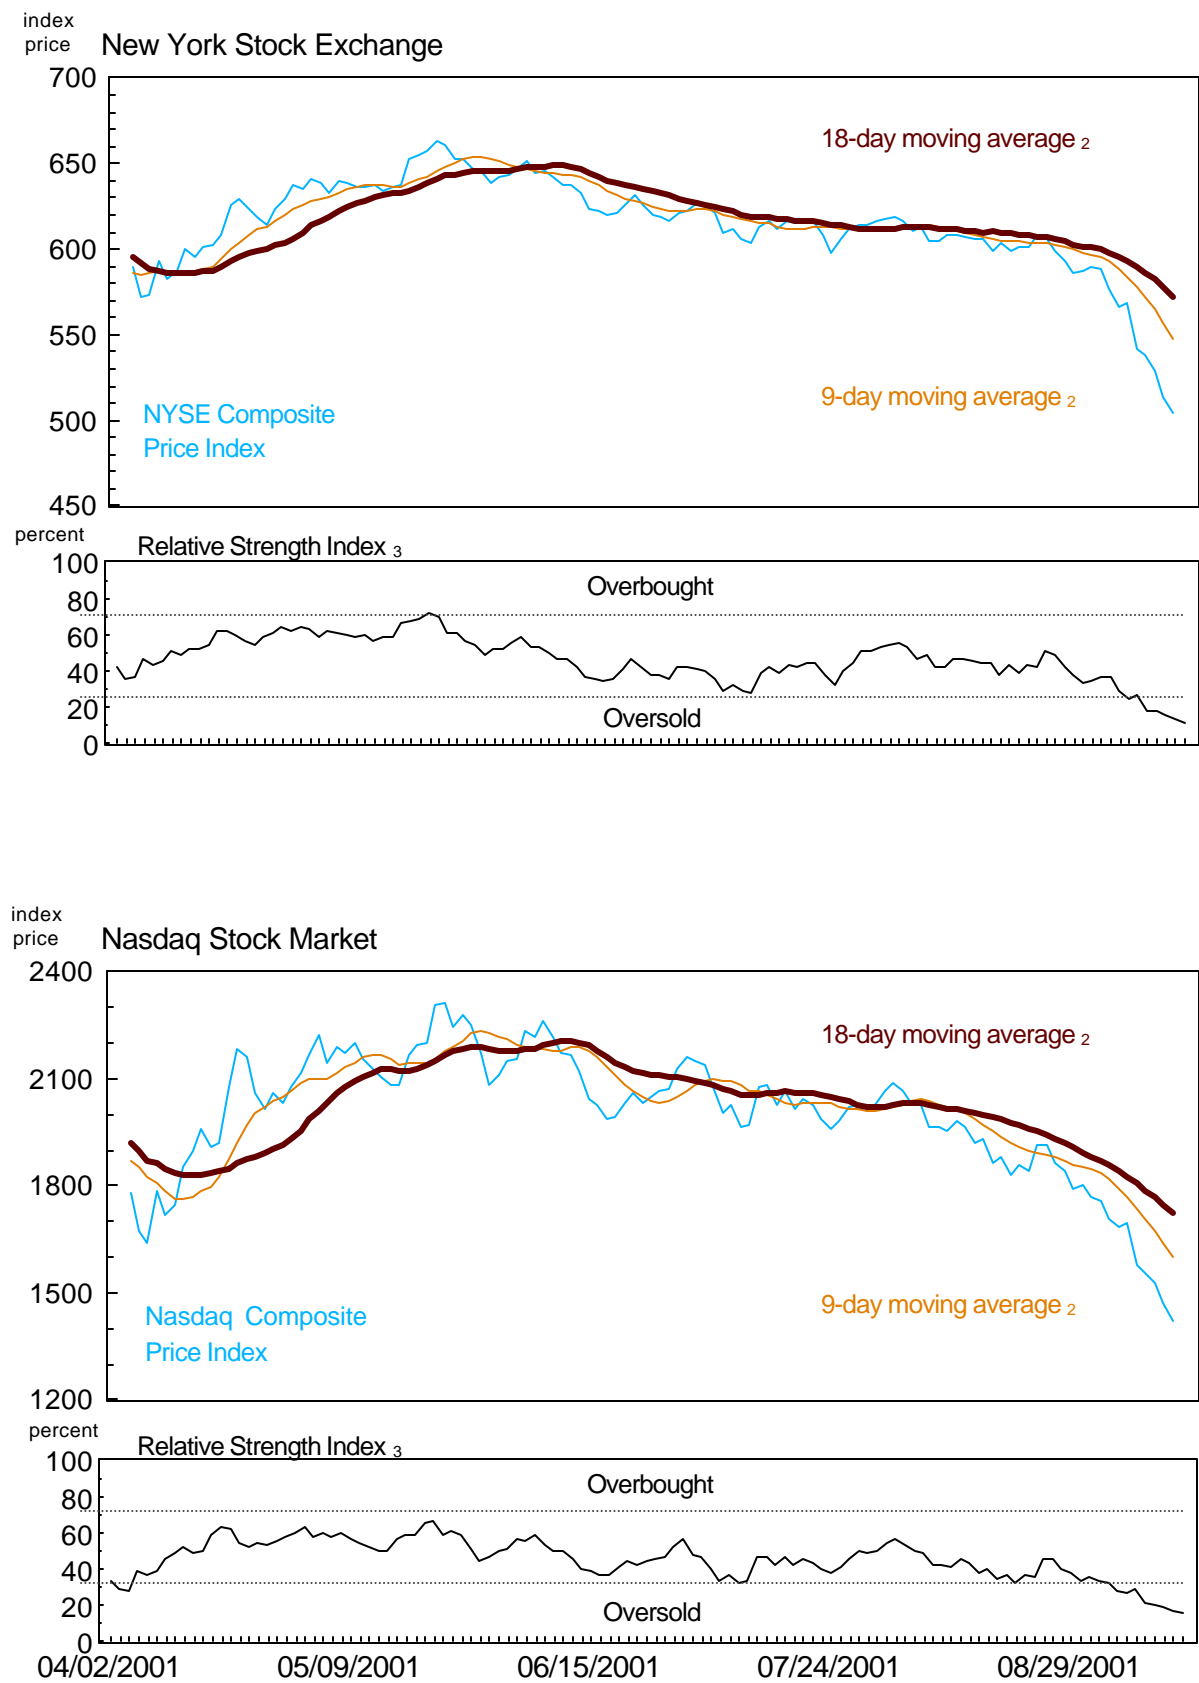 index
price
New York Stock Exchange
700
650
600
550
500
450
18-day moving average 2
9-day moving average 2
NYSE Composite
Price Index
percent
Relative Strength Index 3
100
80
60
40
20
0
Overbought
Oversold
index
price
Nasdaq Stock Market
2400
2100
1800
1500
1200
18-day moving average 2
9-day moving average 2
Nasdaq Composite
Price Index
percent
Relative Strength Index 3
100
80
60
40
20
0
Overbought
Oversold
04/02/2001 05/09/2001 06/15/2001 07/24/2001 08/29/2001